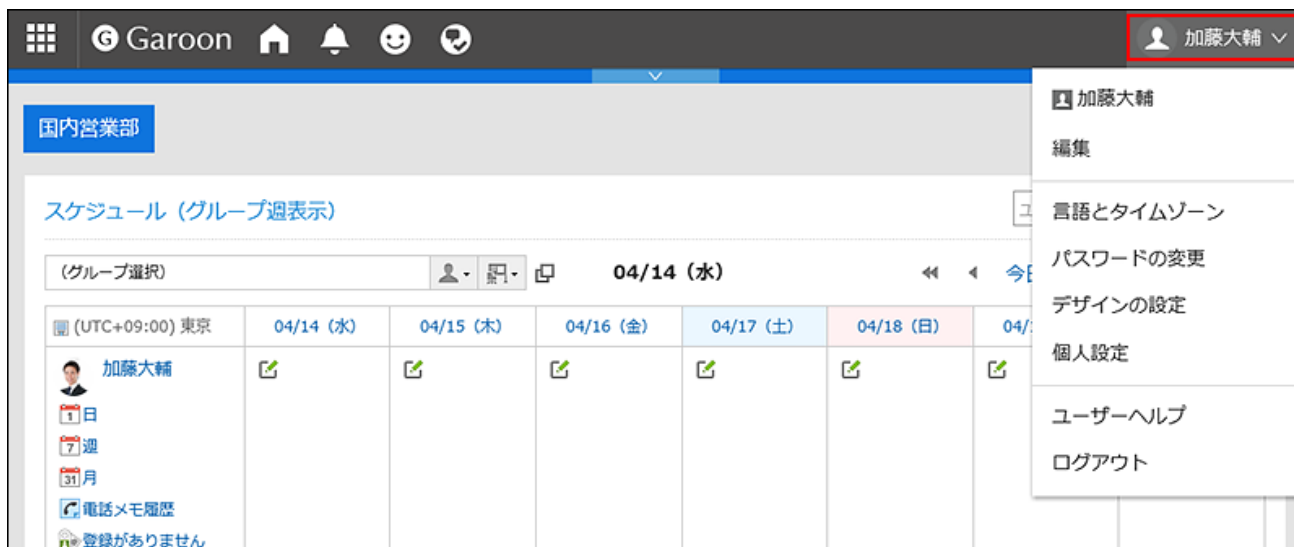 Garoon
加藤大輔
加藤大輔
編集
国内営業部
言語とタイムゾーン
パスワードの変更
デザインの設定
個人設定
ユーザーヘルプ
ログアウト
スケジュール（グループ週表示）
（グループ選択）
04/14（水）
(UTC+09:00) 東京
04/14（水）
04/15（木）
04/16（金）
04/17（土）
04/18（日）
04/
加藤大輔
1 日
7 週
31 月
電話メモ履歴
登録がありません